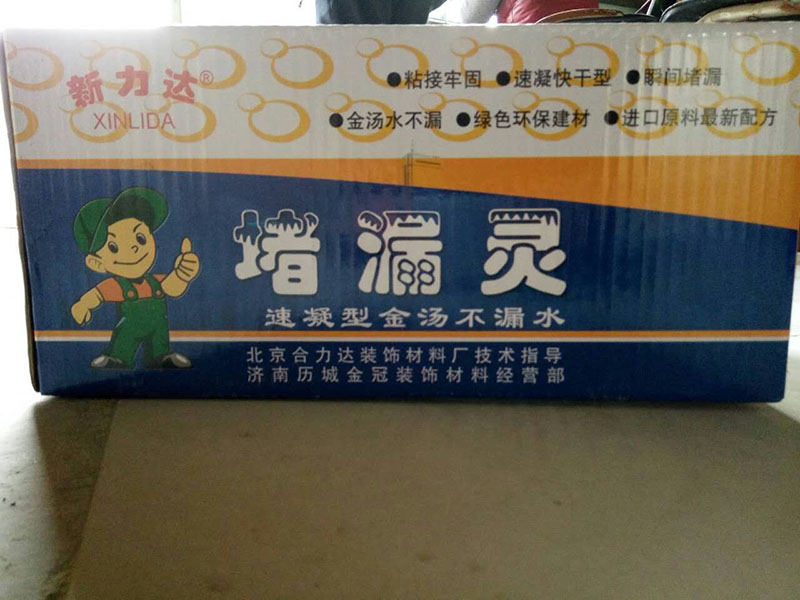 新力达®
XINLIDA
●粘接牢固 ●速凝快干型 ●瞬间堵漏
●金汤水不漏 ●绿色环保建材 ●进口原料最新配方
堵漏灵
速凝型金汤不漏水
北京合力达装饰材料厂技术指导
济南历城金冠装饰材料经营部